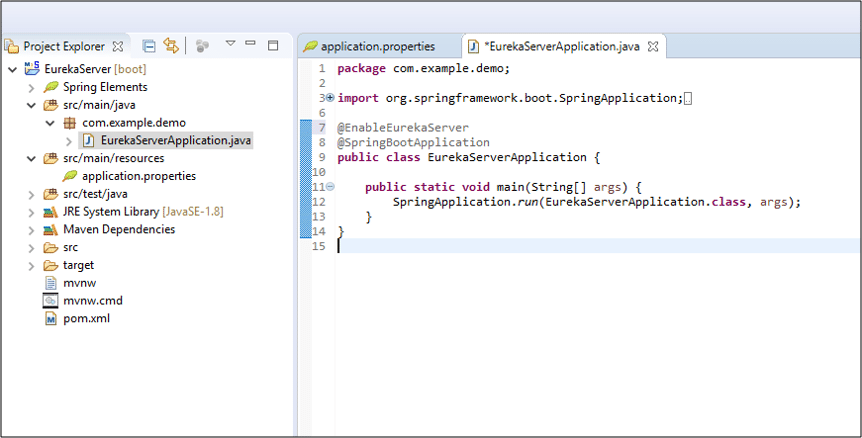 Project Explorer
EurekaServer [boot]
Spring Elements
src/main/java
com.example.demo
EurekaServerApplication.java
src/main/resources
application.properties
src/test/java
JRE System Library [JavaSE-1.8]
Maven Dependencies
src
target
mvnw
mvnw.cmd
pom.xml
application.properties
*EurekaServerApplication.java
1 package com.example.demo;
2
3 import org.springframework.boot.SpringApplication;
6
7 @EnableEurekaServer
8 @SpringBootApplication
9 public class EurekaServerApplication {
10
11 public static void main(String[] args) {
12 SpringApplication.run(EurekaServerApplication.class, args);
13 }
14 }
15